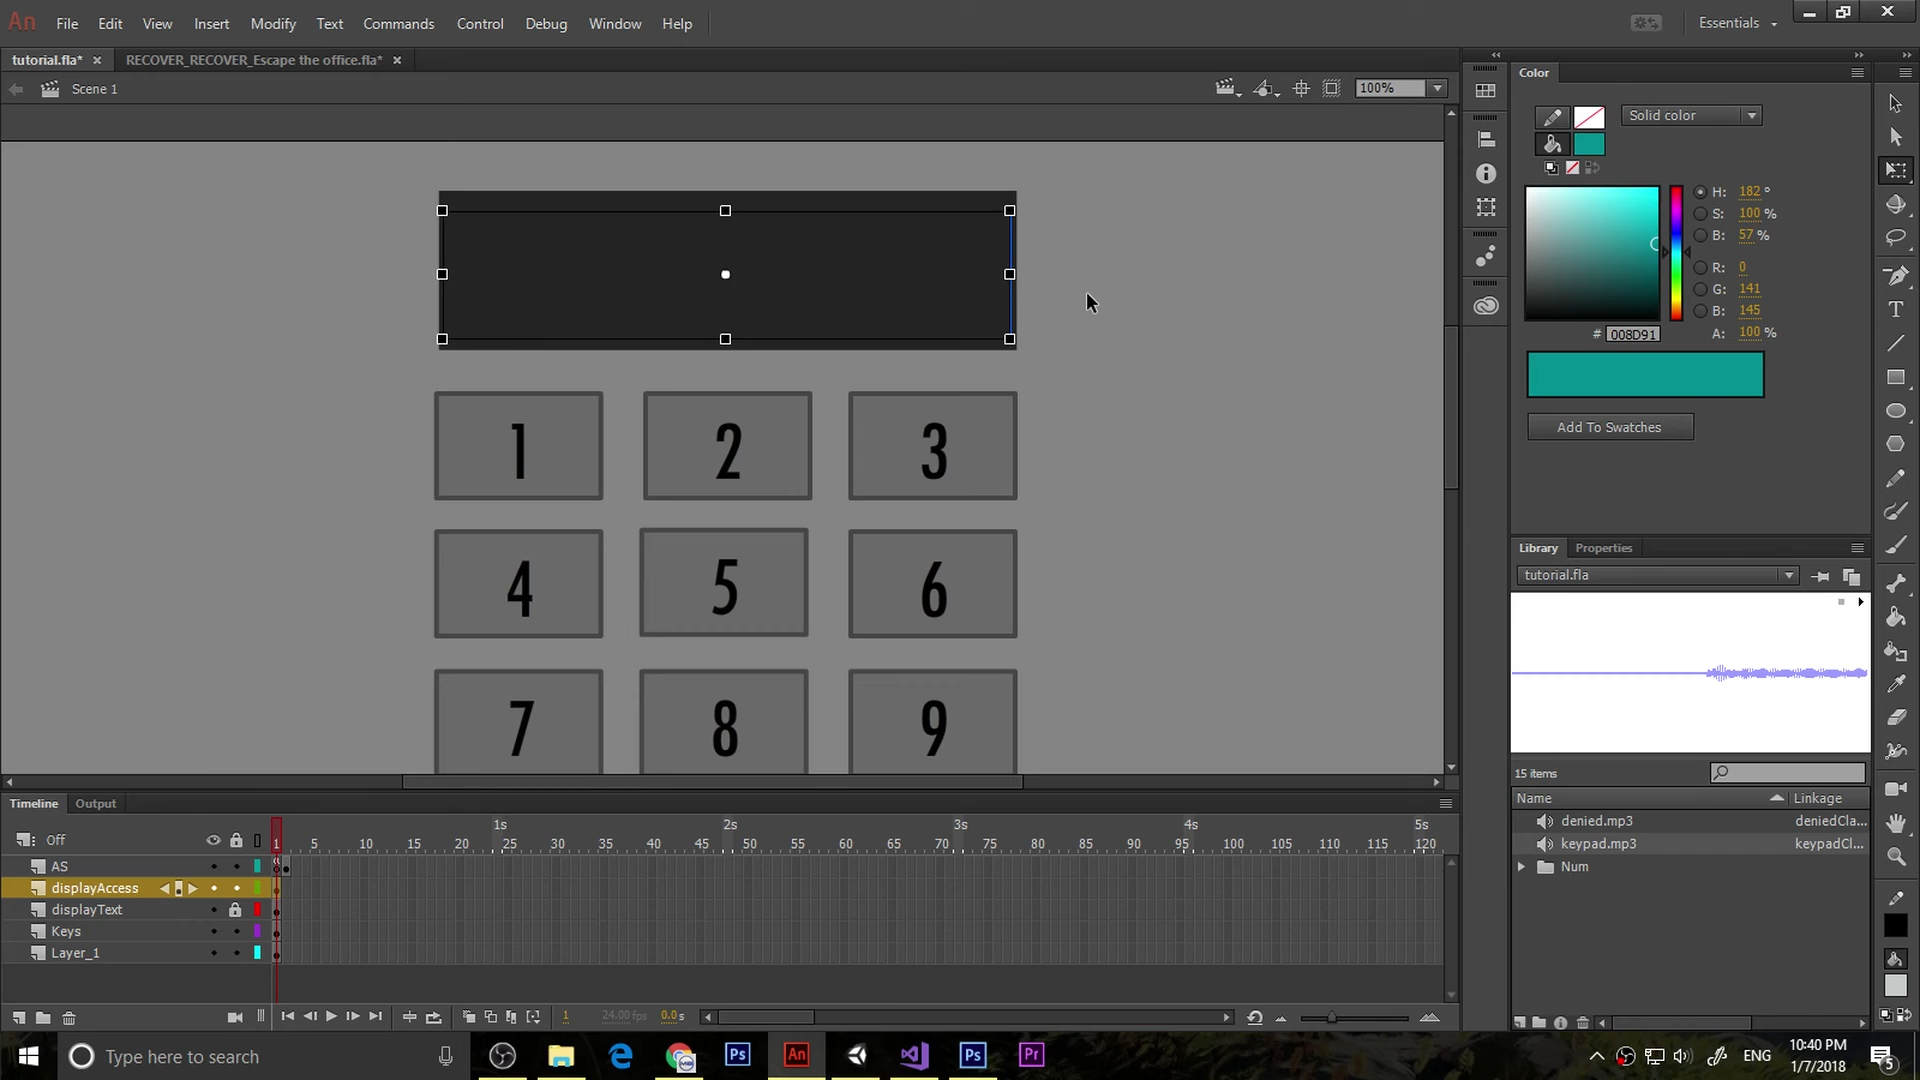 An File Edit View Insert Modify Text Commands Control Debug Window Help Essentials
tutorial.fla* × RECOVER_RECOVER_Escape the office.fla* ×
Scene 1 100%
1 2 3
4 5 6
7 8 9
Color
Solid color
H: 182 °
S: 100 %
B: 57 %
R: 0
G: 141
B: 145
# 008D91 A: 100 %
Add To Swatches
Library Properties
tutorial.fla
15 items
Name Linkage
denied.mp3 deniedCla...
keypad.mp3 keypadCl...
Num
Timeline Output
1s 2s 3s 4s 5s
Off 1 5 10 15 20 25 30 35 40 45 50 55 60 65 70 75 80 85 90 95 100 105 110 115 120
AS
displayAccess
displayText
Keys
Layer_1
1 24.00 fps 0.0 s
Type here to search
Ps An Ps Pr
ENG
10:40 PM
1/7/2018
5